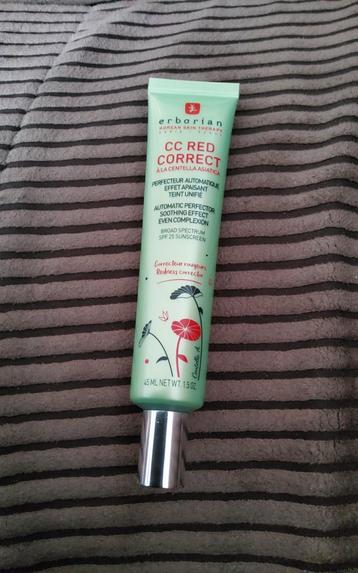 erborian
KOREAN SKIN THERAPY
CC RED
CORRECT
À LA CENTELLA ASIATICA
PERFECTEUR AUTOMATIQUE
EFFET APAISANT
TEINT UNIFIÉ
AUTOMATIC PERFECTOR
SOOTHING EFFECT
EVEN COMPLEXION
BROAD SPECTRUM
SPF 25 SUNSCREEN
Correcteur rougeurs
Redness corrector
Centella A.
45 ML NET WT. 1.5 OZ.